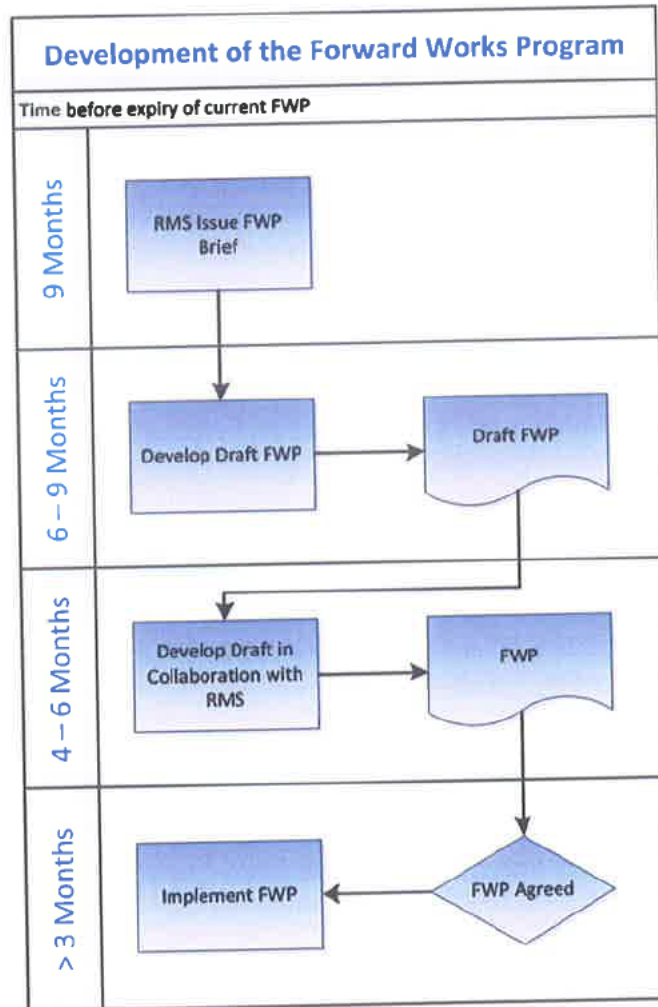 Development of the Forward Works Program
Time before expiry of current FWP
9 Months
RMS Issue FWP
Brief
6 – 9 Months
Develop Draft FWP
Draft FWP
4 – 6 Months
Develop Draft in
Collaboration with
RMS
FWP
> 3 Months
Implement FWP
FWP Agreed